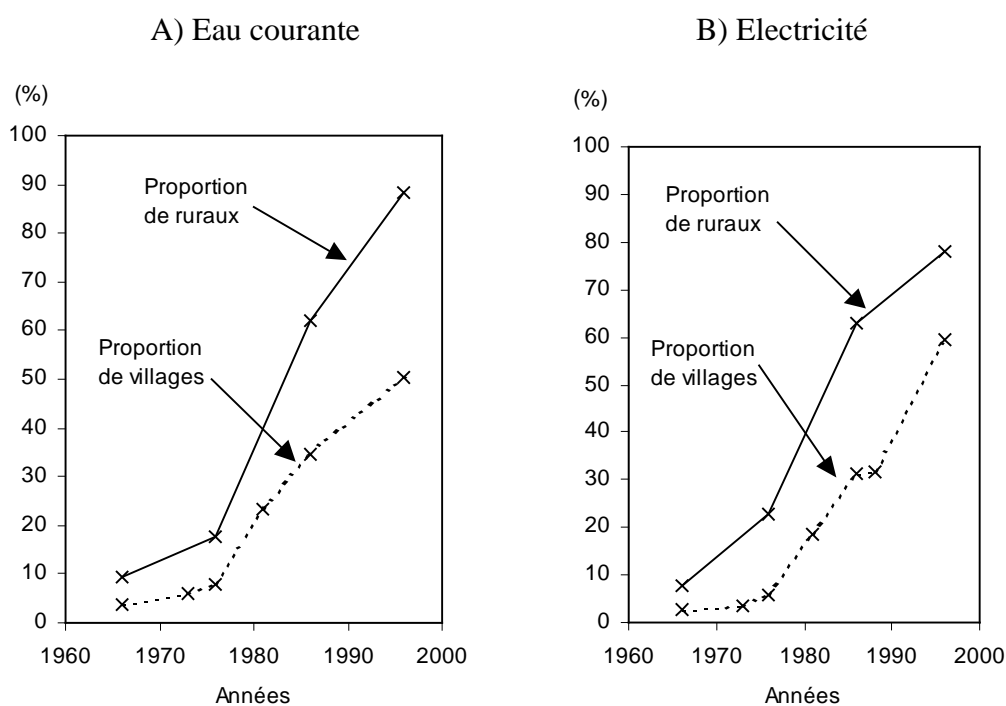 A) Eau courante
(%)
100
90
80
70
60
50
40
30
20
10
0
Proportion
de ruraux
Proportion
de villages
1960 1970 1980 1990 2000
Années
B) Electricité
(%)
100
90
80
70
60
50
40
30
20
10
0
Proportion
de ruraux
Proportion
de villages
1960 1970 1980 1990 2000
Années